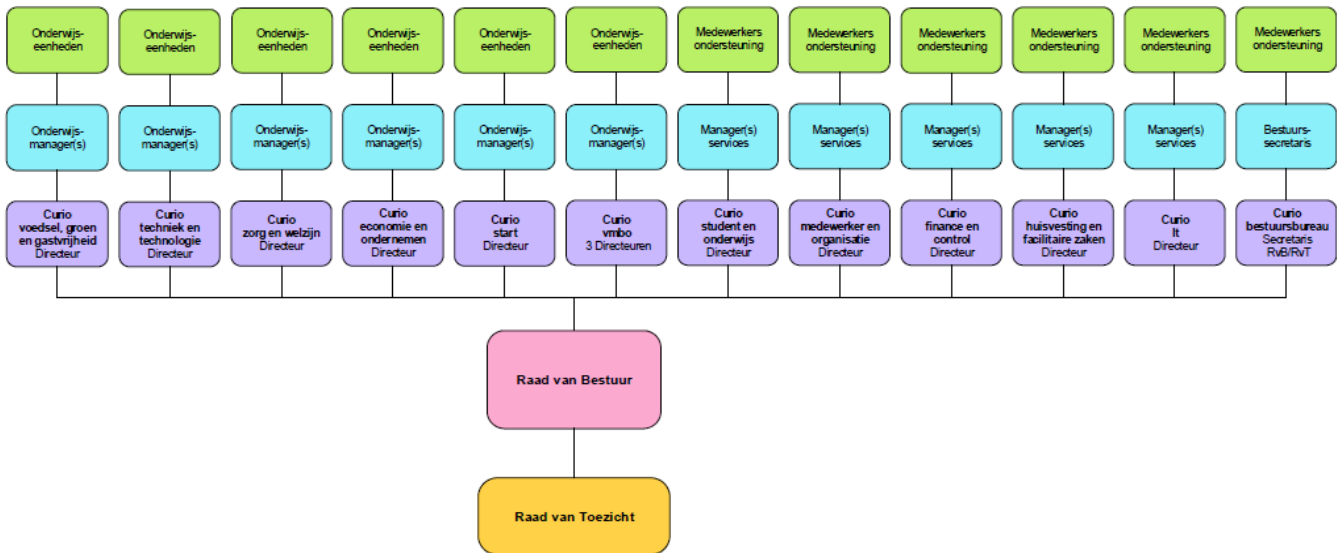 Onderwijs-
eenheden
Onderwijs-
eenheden
Onderwijs-
eenheden
Onderwijs-
eenheden
Onderwijs-
eenheden
Onderwijs-
eenheden
Medewerkers
ondersteuning
Medewerkers
ondersteuning
Medewerkers
ondersteuning
Medewerkers
ondersteuning
Medewerkers
ondersteuning
Medewerkers
ondersteuning
Onderwijs-
manager(s)
Onderwijs-
manager(s)
Onderwijs-
manager(s)
Onderwijs-
manager(s)
Onderwijs-
manager(s)
Onderwijs-
manager(s)
Manager(s)
services
Manager(s)
services
Manager(s)
services
Manager(s)
services
Manager(s)
services
Bestuurs-
secretaris
Curio
voedsel, groen
en gastvrijheid
Directeur
Curio
techniek en
technologie
Directeur
Curio
zorg en welzijn
Directeur
Curio
economie en
ondernemen
Directeur
Curio
start
Directeur
Curio
vmbo
3 Directeuren
Curio
student en
onderwijs
Directeur
Curio
medewerker en
organisatie
Directeur
Curio
finance en
control
Directeur
Curio
huisvesting en
facilitaire zaken
Directeur
Curio
It
Directeur
Curio
bestuursbureau
Secretaris
RvB/RvT
Raad van Bestuur
Raad van Toezicht